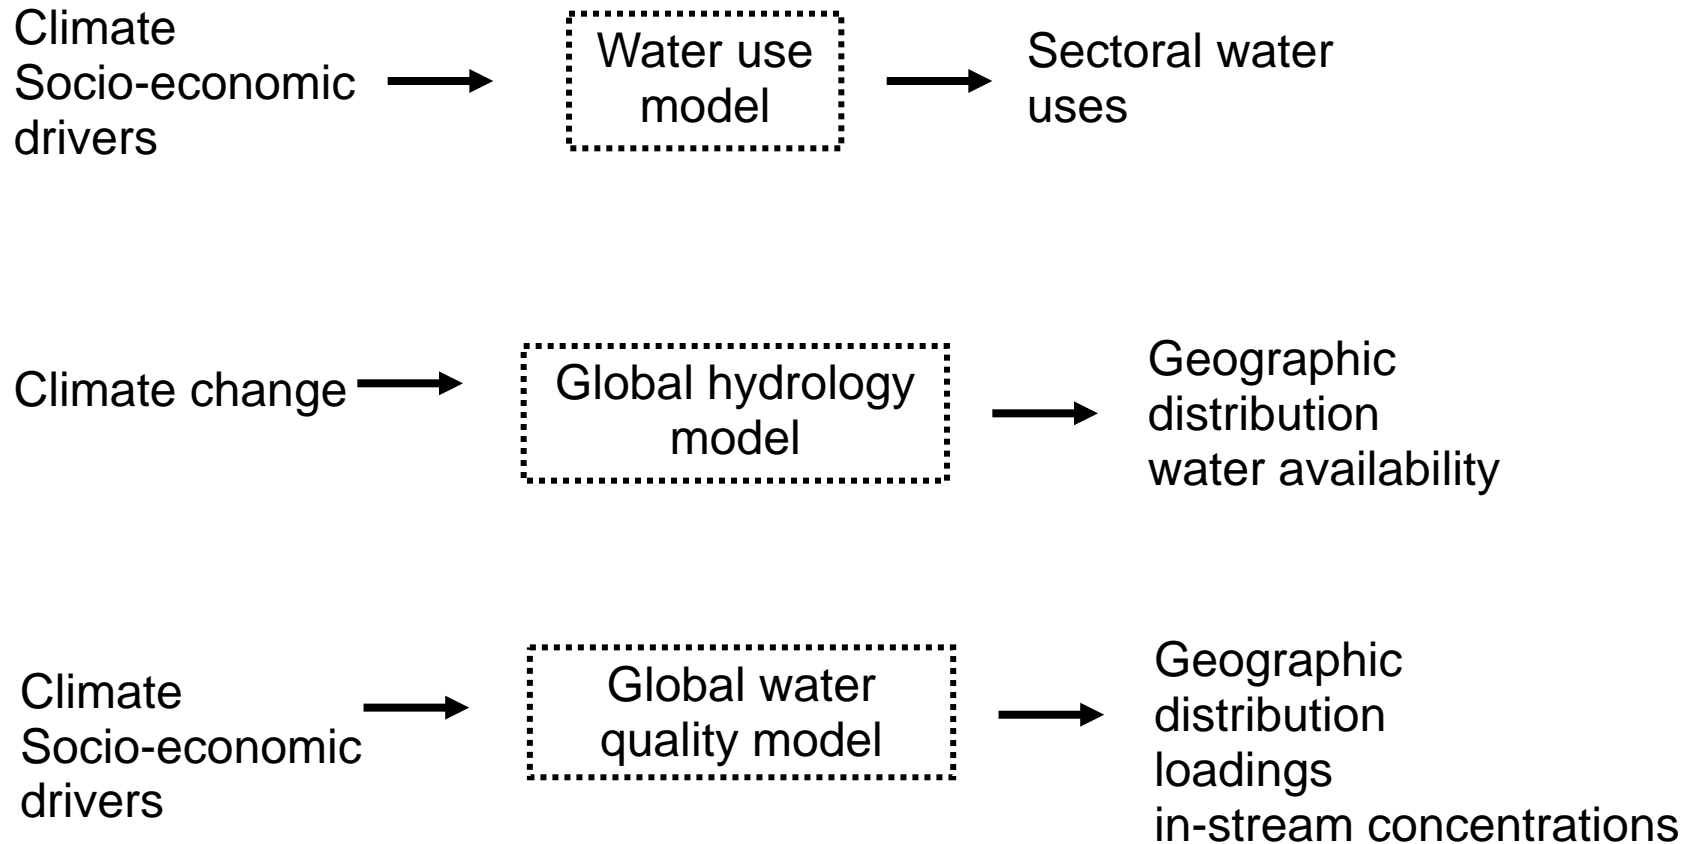 Climate
Socio-economic
drivers
Water use
model
Sectoral water
uses
Climate change
Global hydrology
model
Geographic
distribution
water availability
Climate
Socio-economic
drivers
Global water
quality model
Geographic
distribution
loadings
in-stream concentrations